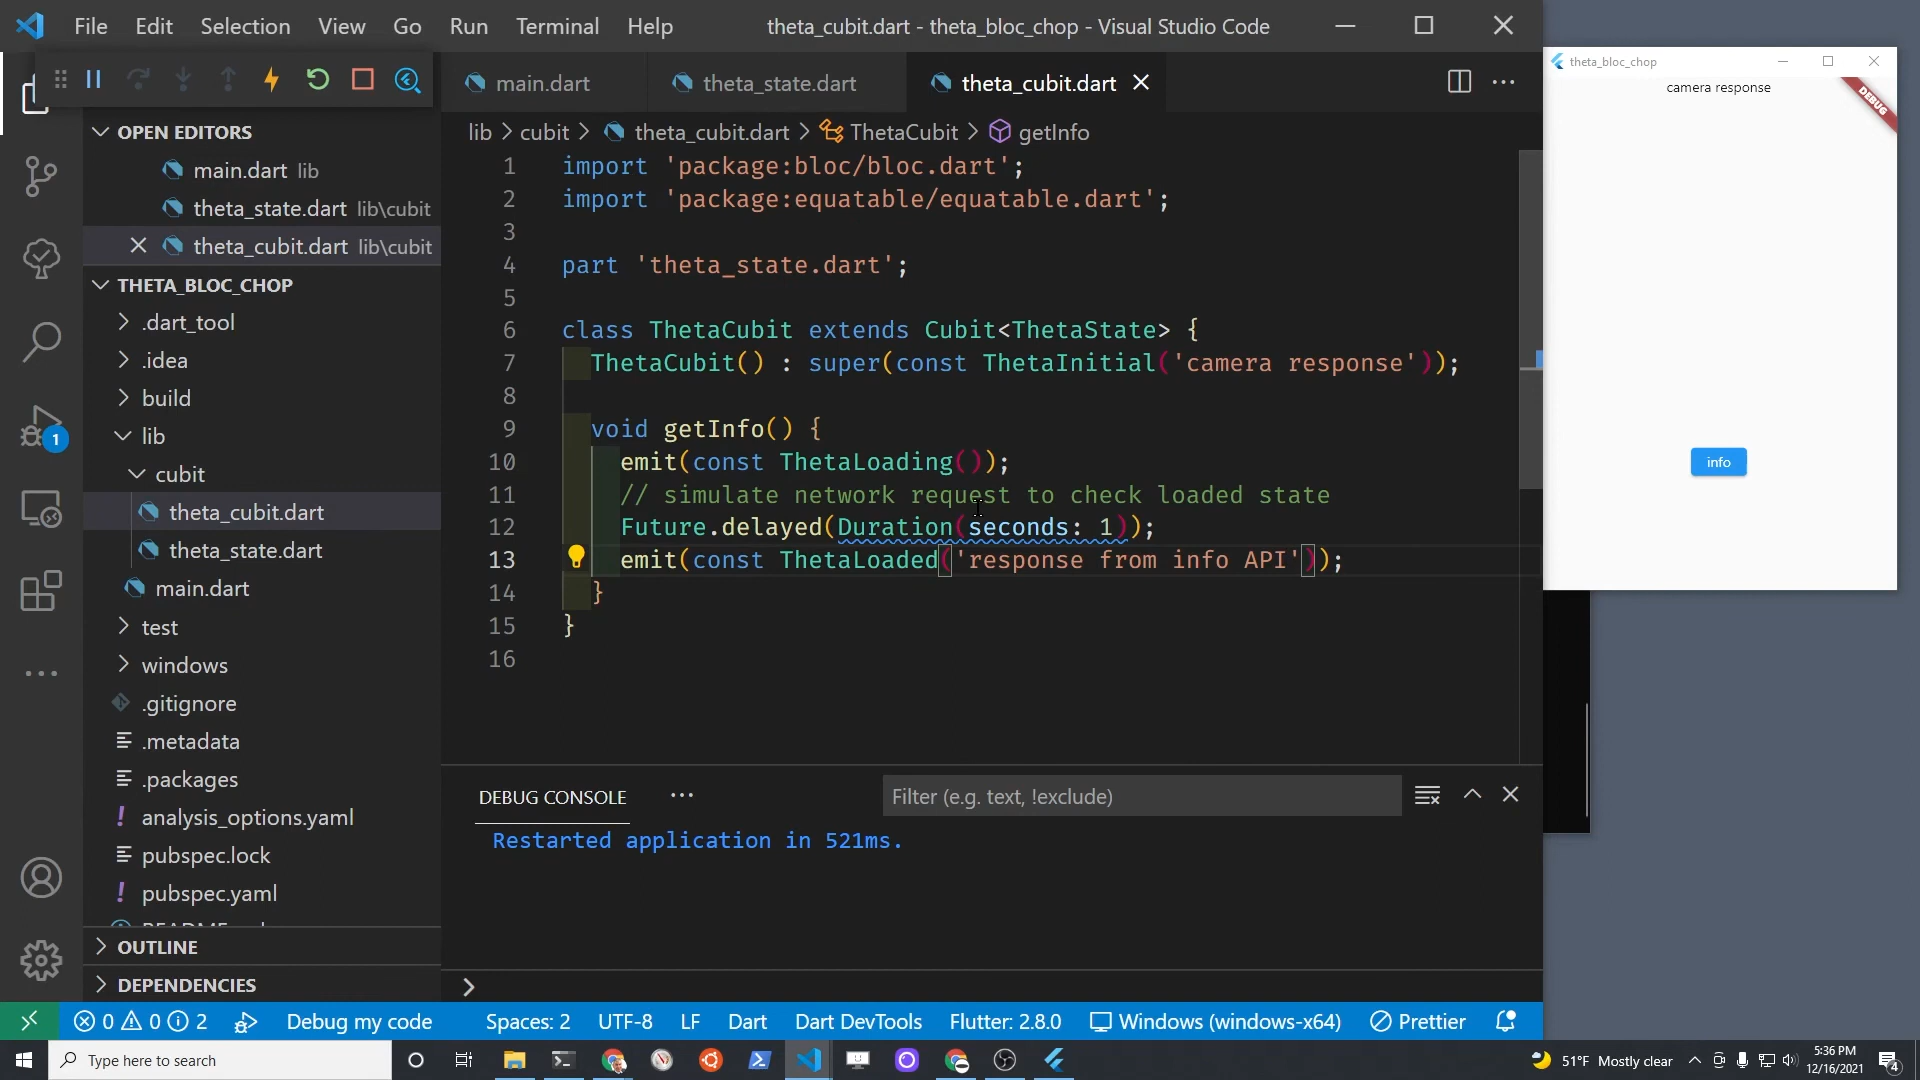 File Edit Selection View Go Run Terminal Help
theta_cubit.dart - theta_bloc_chop - Visual Studio Code
main.dart
theta_state.dart
theta_cubit.dart
OPEN EDITORS
main.dart lib
theta_state.dart lib\cubit
theta_cubit.dart lib\cubit
THETA_BLOC_CHOP
.dart_tool
.idea
build
lib
cubit
theta_cubit.dart
theta_state.dart
main.dart
test
windows
.gitignore
.metadata
.packages
analysis_options.yaml
pubspec.lock
pubspec.yaml
OUTLINE
DEPENDENCIES
1
lib > cubit > theta_cubit.dart > ThetaCubit > getInfo
1 import 'package:bloc/bloc.dart';
2 import 'package:equatable/equatable.dart';
3
4 part 'theta_state.dart';
5
6 class ThetaCubit extends Cubit<ThetaState> {
7 ThetaCubit() : super(const ThetaInitial('camera response'));
8
9 void getInfo() {
10 emit(const ThetaLoading());
11 // simulate network request to check loaded state
12 Future.delayed(Duration(seconds: 1));
13 emit(const ThetaLoaded('response from info API'));
14 }
15 }
16
DEBUG CONSOLE
Filter (e.g. text, !exclude)
Restarted application in 521ms.
theta_bloc_chop
camera response
DEBUG
info
0 0 2 Debug my code Spaces: 2 UTF-8 LF Dart Dart DevTools Flutter: 2.8.0 Windows (windows-x64) Prettier
Type here to search
51°F Mostly clear
5:36 PM
12/16/2021
4